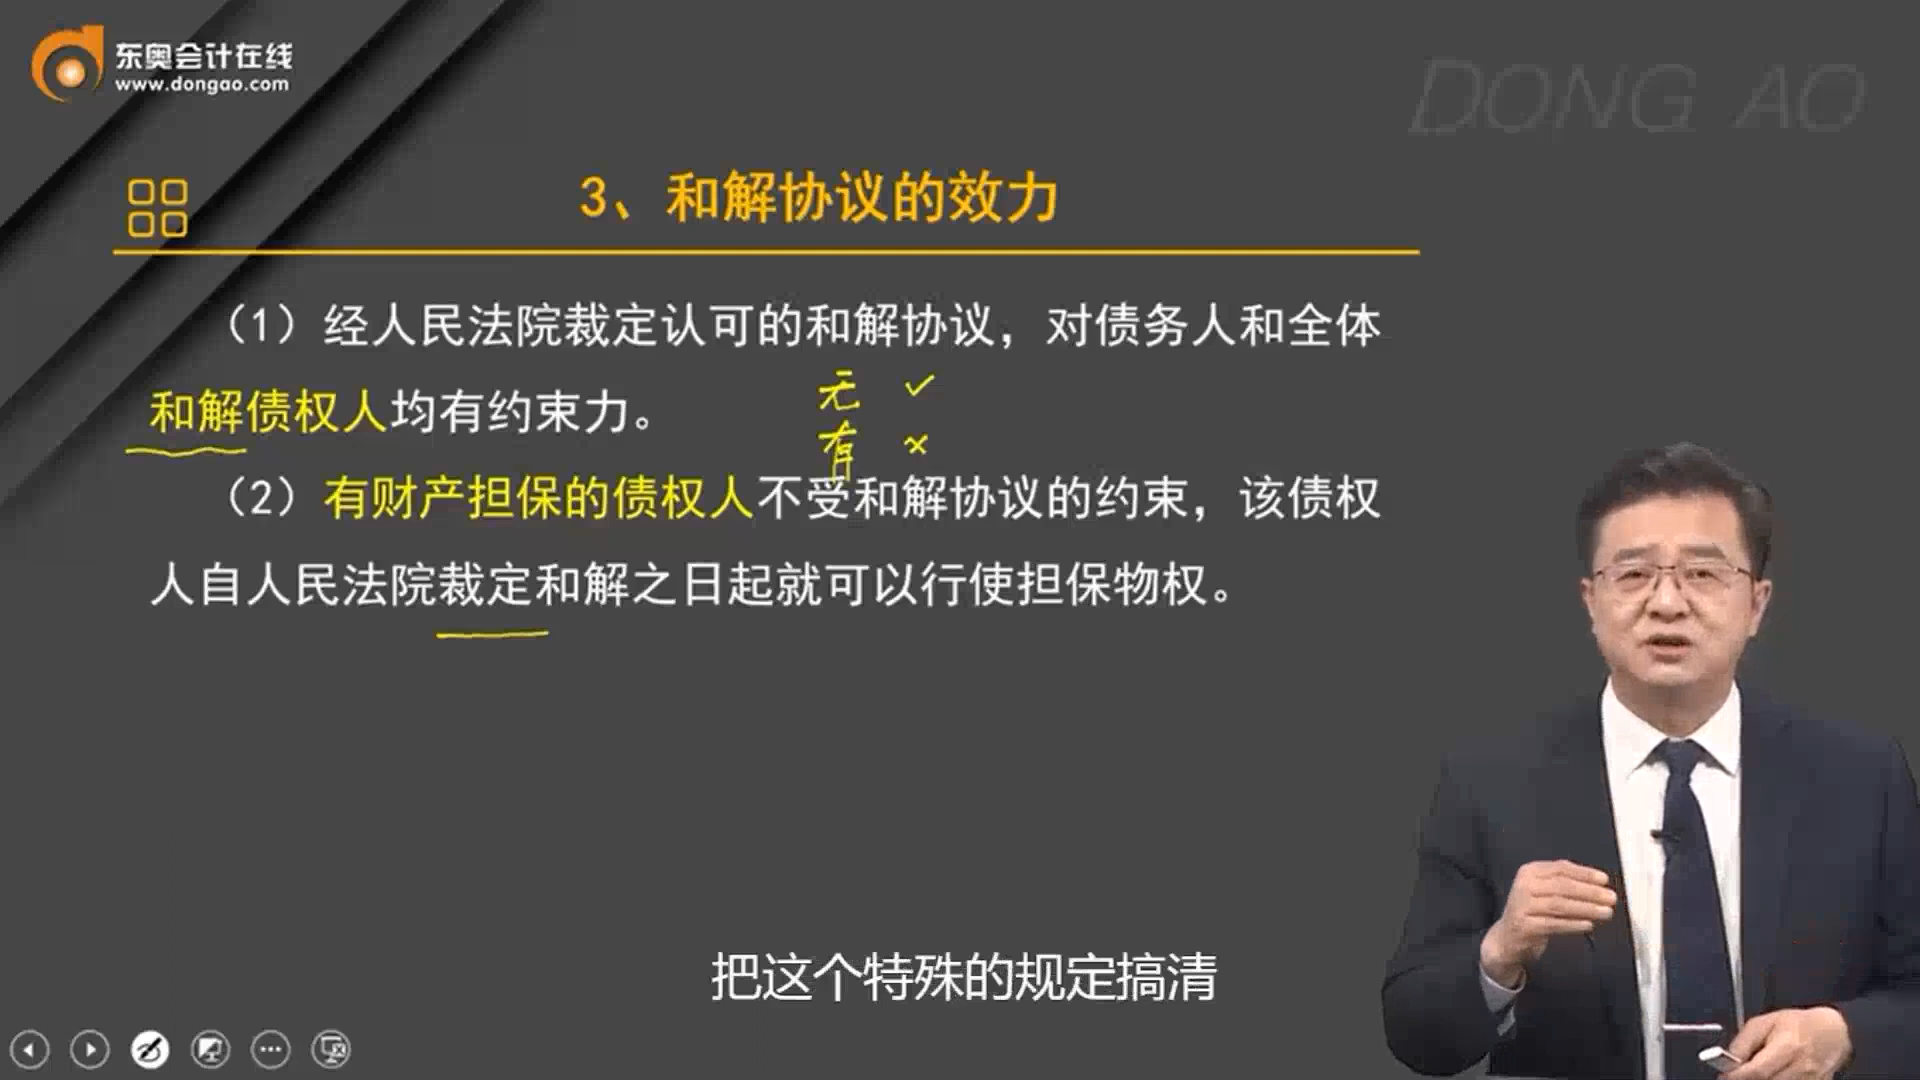 东奥会计在线
www.dongao.com
DONG AO
3、和解协议的效力
（1）经人民法院裁定认可的和解协议，对债务人和全体
和解债权人均有约束力。
无 ✓
有 ×
（2）有财产担保的债权人不受和解协议的约束，该债权
人自人民法院裁定和解之日起就可以行使担保物权。
把这个特殊的规定搞清